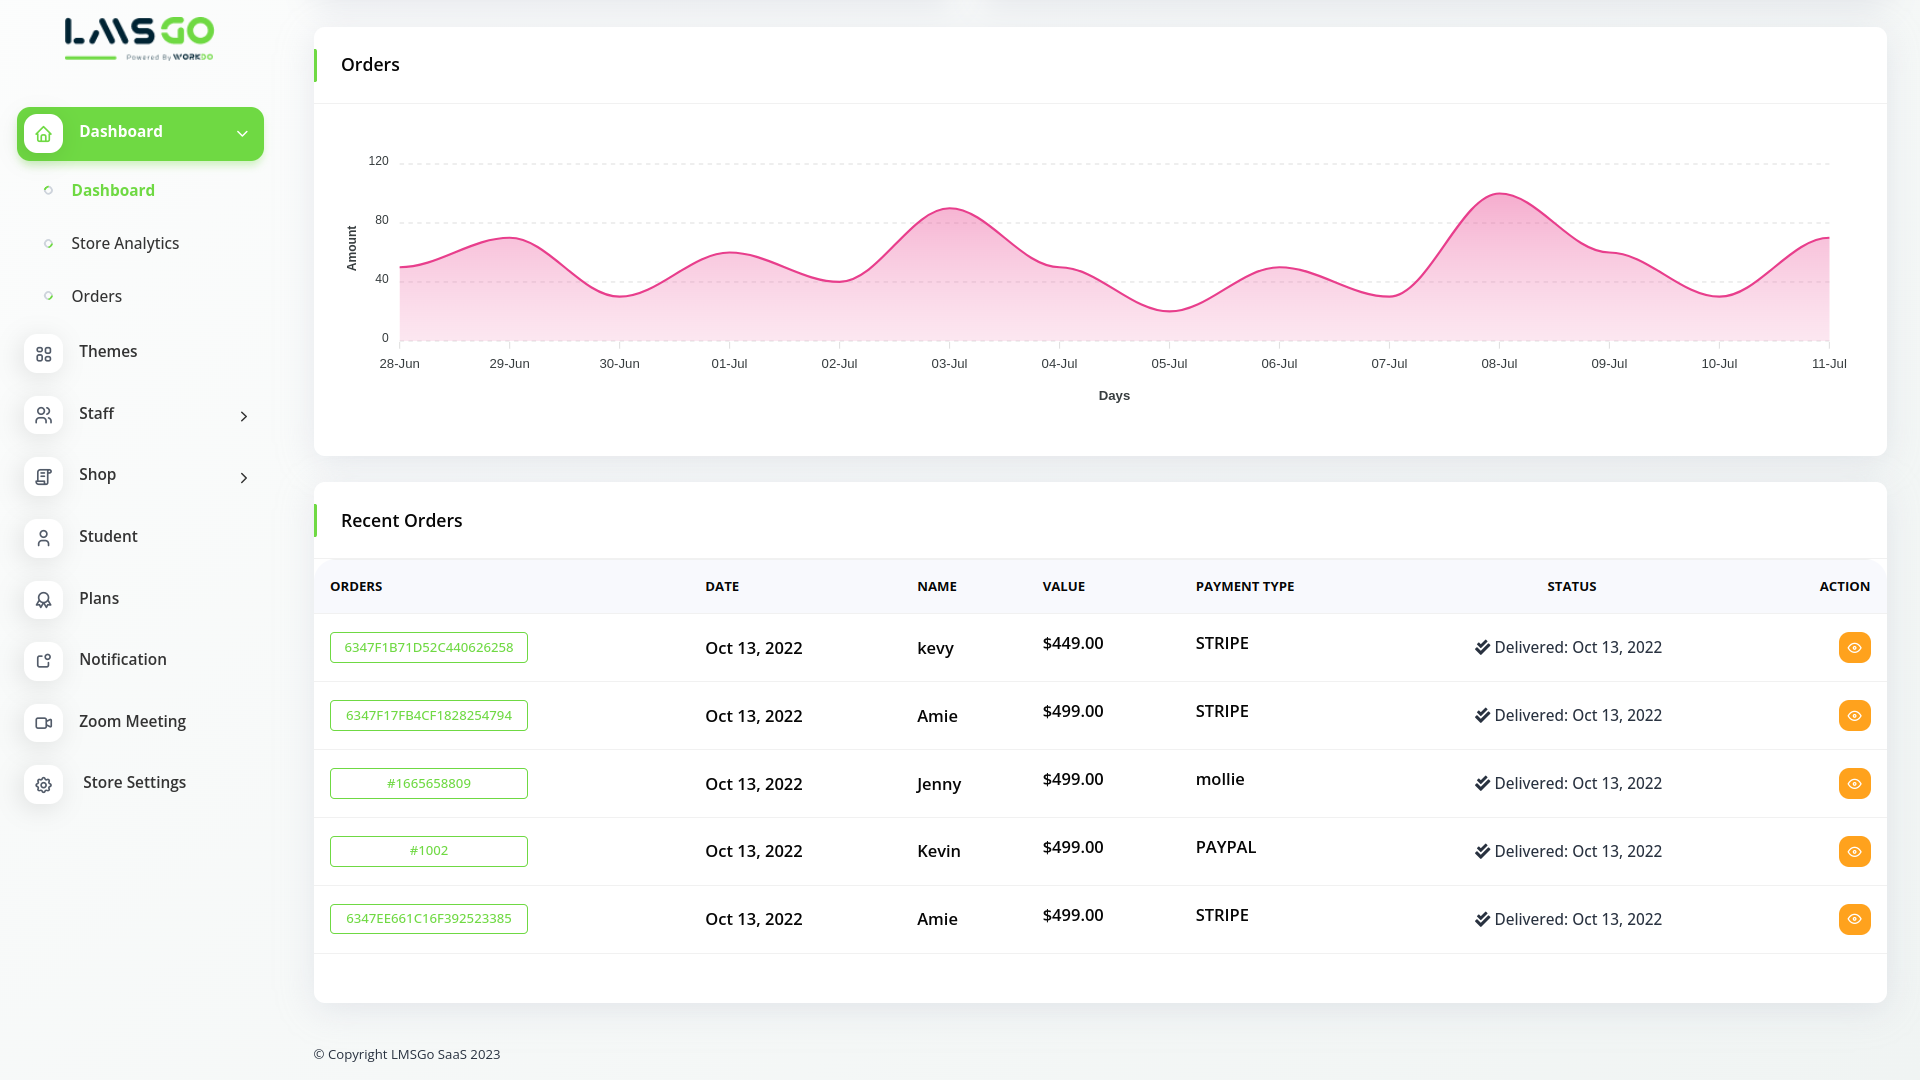 LMSGO
Powered By WORKDO
Dashboard
Dashboard
Store Analytics
Orders
Themes
Staff
Shop
Student
Plans
Notification
Zoom Meeting
Store Settings
Orders
120
80
40
0
Amount
28-Jun 29-Jun 30-Jun 01-Jul 02-Jul 03-Jul 04-Jul 05-Jul 06-Jul 07-Jul 08-Jul 09-Jul 10-Jul 11-Jul
Days
Recent Orders
ORDERS DATE NAME VALUE PAYMENT TYPE STATUS ACTION
6347F1B71D52C440626258 Oct 13, 2022 kevy $449.00 STRIPE Delivered: Oct 13, 2022
6347F17FB4CF1828254794 Oct 13, 2022 Amie $499.00 STRIPE Delivered: Oct 13, 2022
#1665658809 Oct 13, 2022 Jenny $499.00 mollie Delivered: Oct 13, 2022
#1002 Oct 13, 2022 Kevin $499.00 PAYPAL Delivered: Oct 13, 2022
6347EE661C16F392523385 Oct 13, 2022 Amie $499.00 STRIPE Delivered: Oct 13, 2022
© Copyright LMSGo SaaS 2023